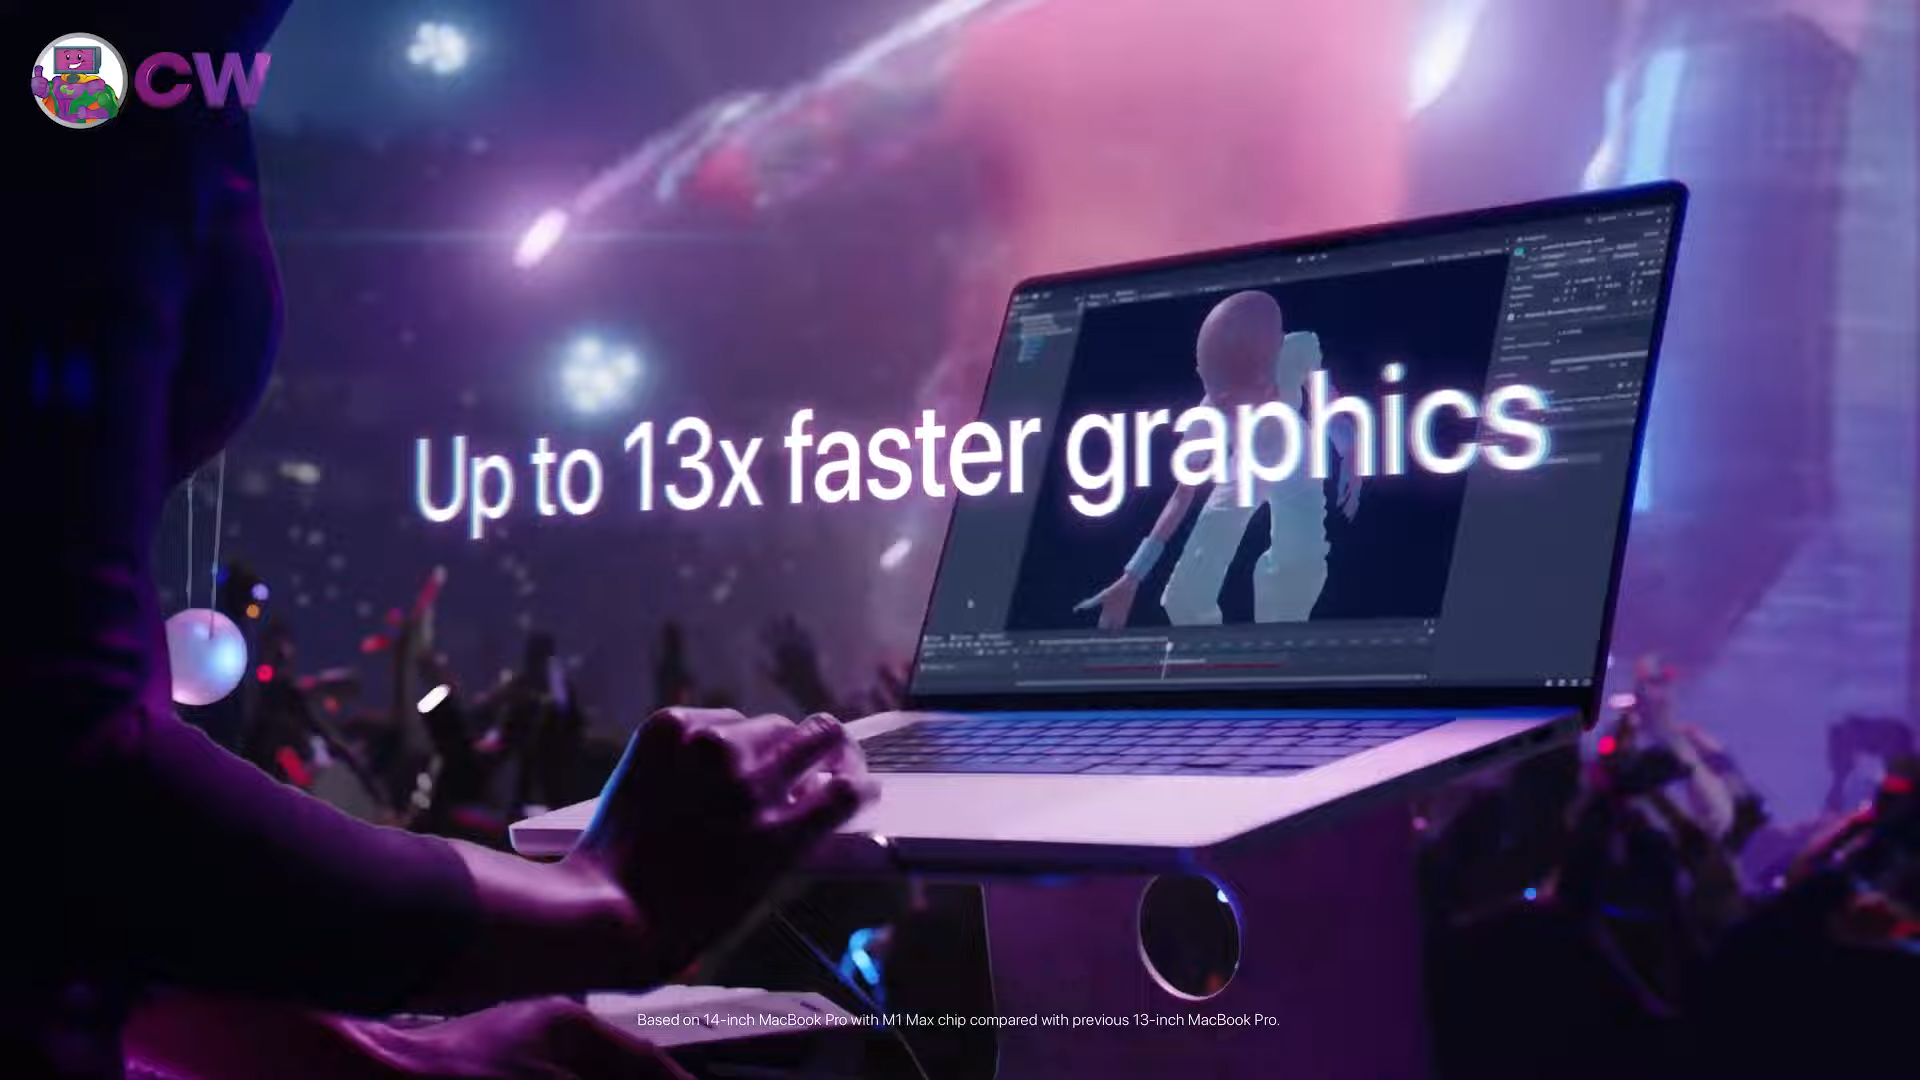 CW
Up to 13x faster graphics
Based on 14-inch MacBook Pro with M1 Max chip compared with previous 13-inch MacBook Pro.